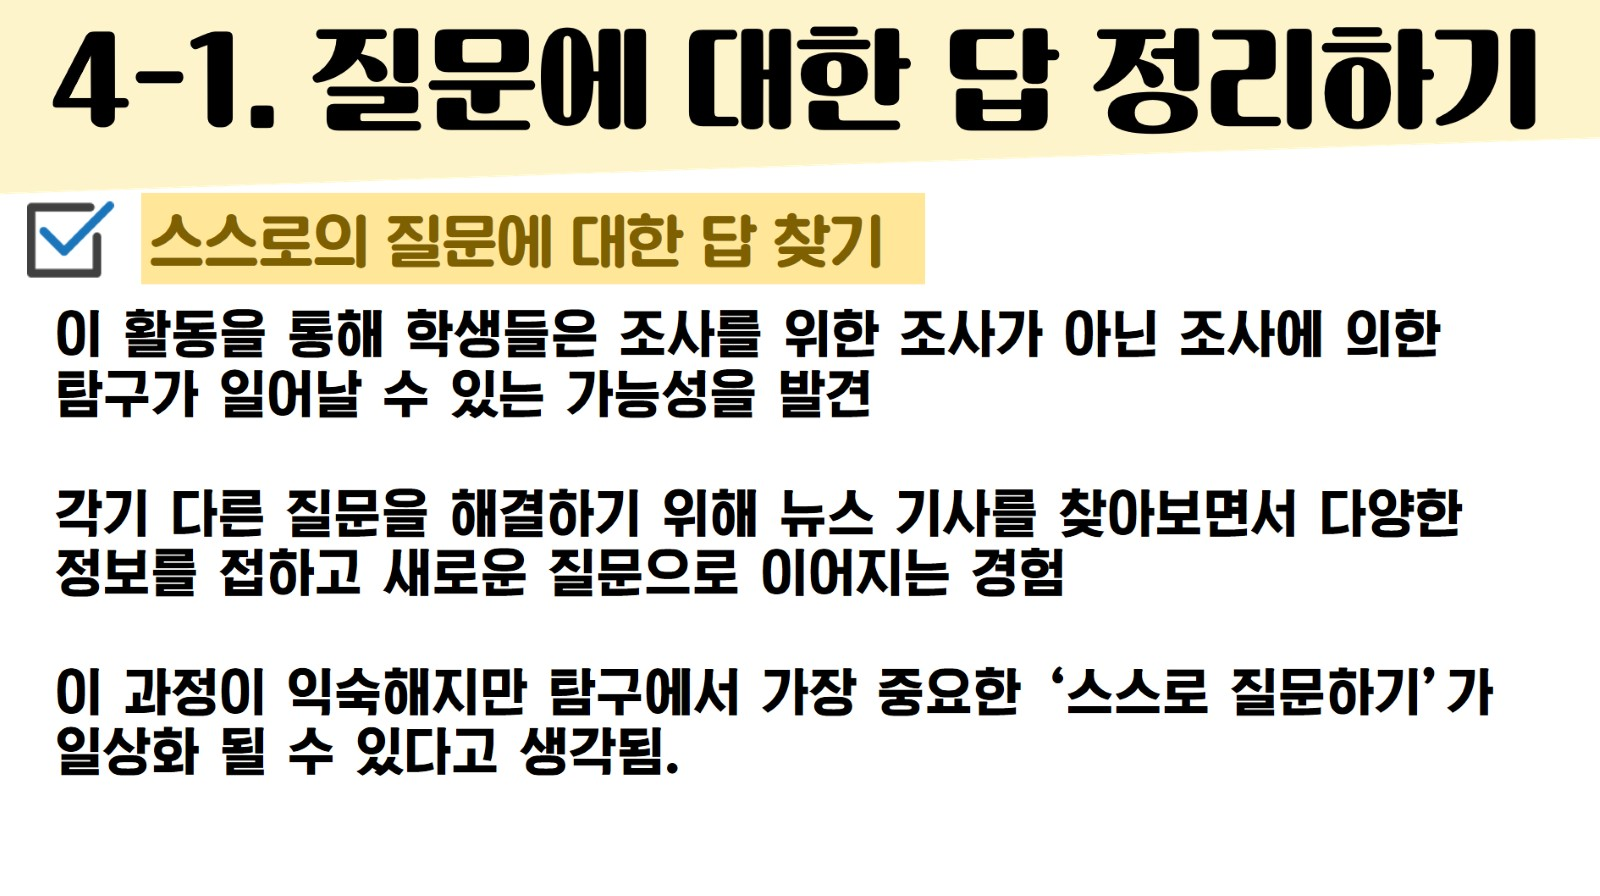 4-1. 질문에 대한 답 정리하기
스스로의 질문에 대한 답 찾기
이 활동을 통해 학생들은 조사를 위한 조사가 아닌 조사에 의한
탐구가 일어날 수 있는 가능성을 발견
각기 다른 질문을 해결하기 위해 뉴스 기사를 찾아보면서 다양한
정보를 접하고 새로운 질문으로 이어지는 경험
이 과정이 익숙해지만 탐구에서 가장 중요한 ‘스스로 질문하기’가
일상화 될 수 있다고 생각됨.